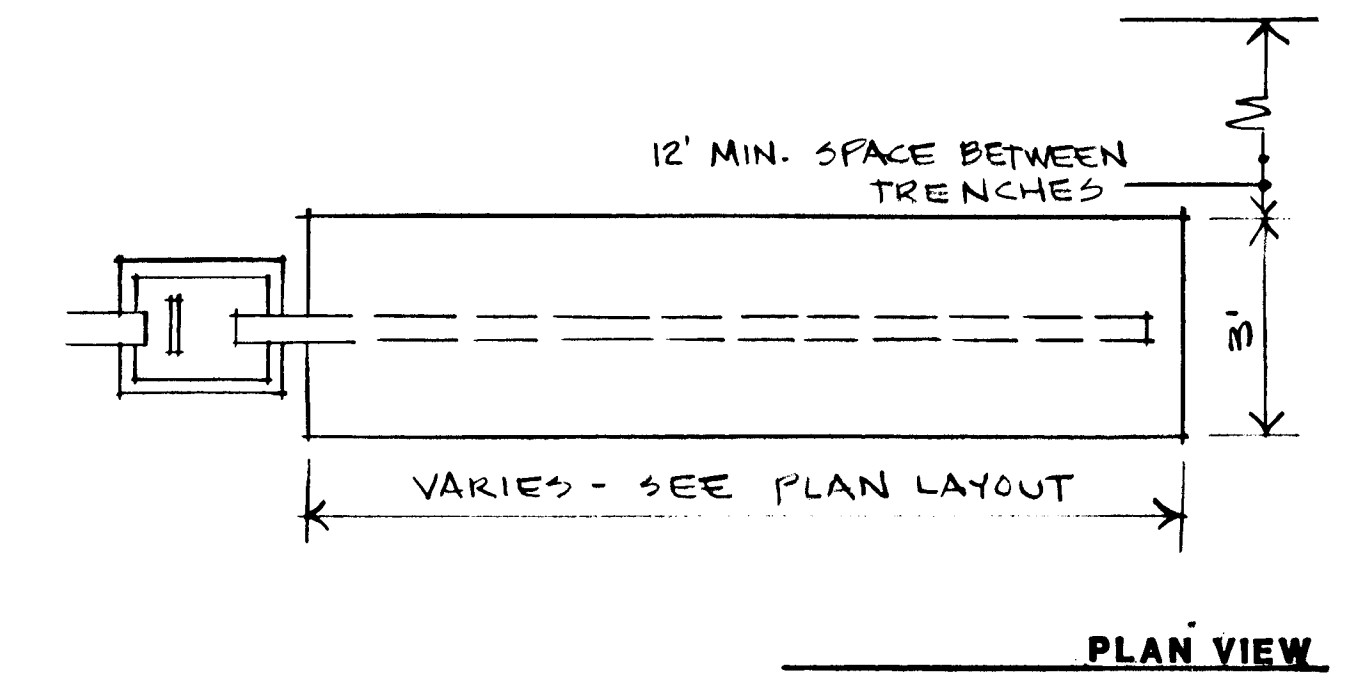 12' MIN. SPACE BETWEEN
TRENCHES
3'
VARIES - SEE PLAN LAYOUT
PLAN VIEW